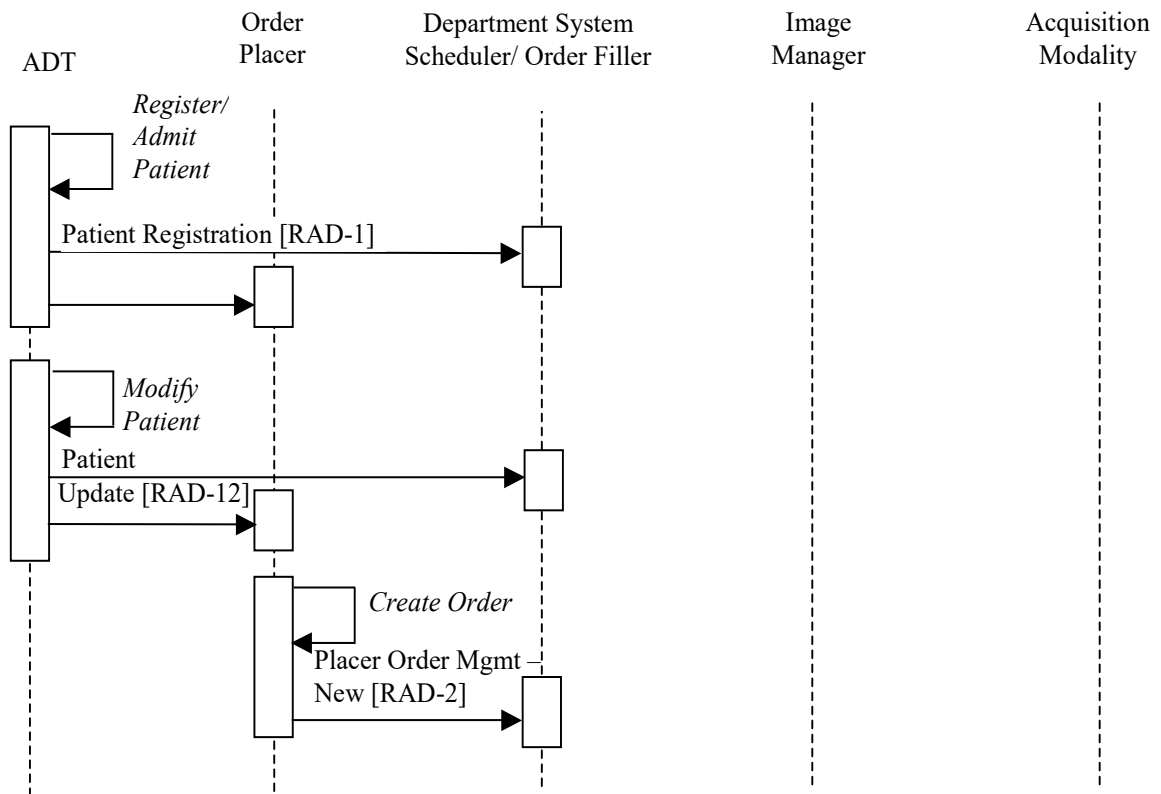 ADT
Order
Placer
Department System
Scheduler/ Order Filler
Image
Manager
Acquisition
Modality
Register/
Admit
Patient
Patient Registration [RAD-1]
Modify
Patient
Patient
Update [RAD-12]
Create Order
Placer Order Mgmt –
New [RAD-2]